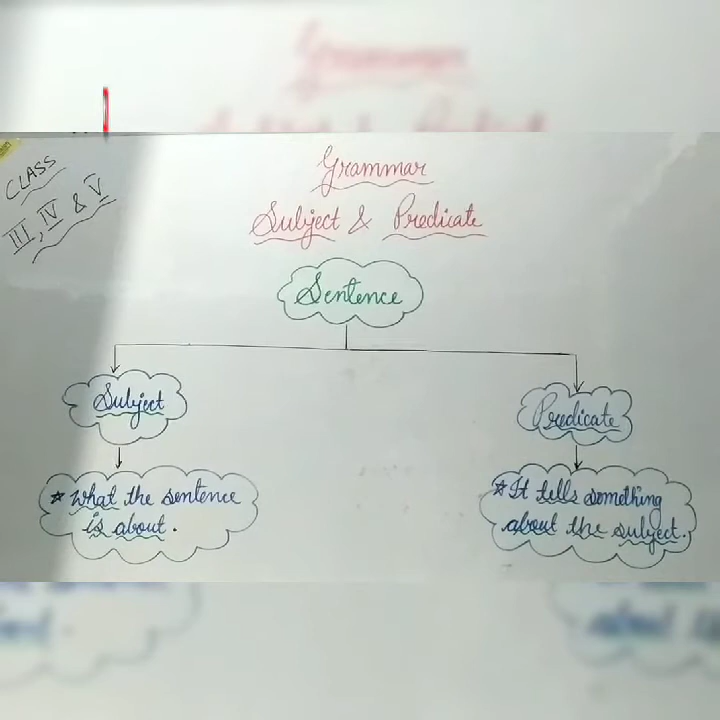 CLASS
III, IV & V
Grammar
Subject & Predicate
Sentence
Subject
Predicate
* What the sentence
is about.
* It tells something
about the subject.